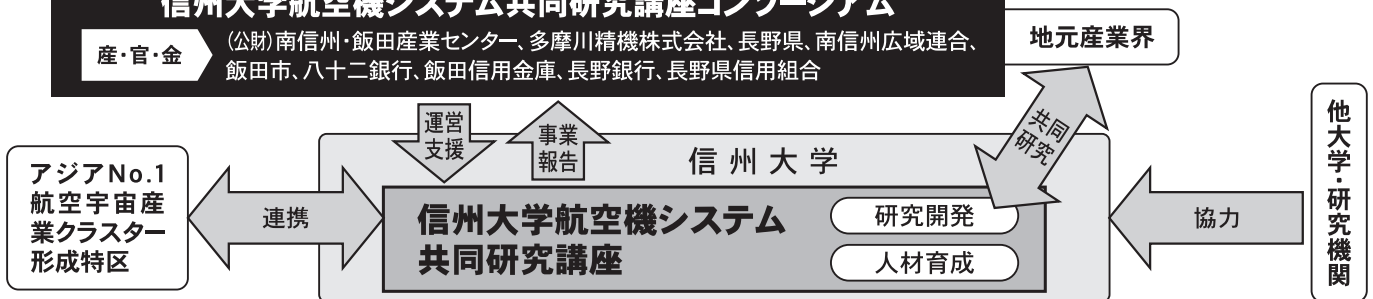 信州大学航空機システム共同研究講座コンソーシアム
産・官・金
(公財)南信州・飯田産業センター、多摩川精機株式会社、長野県、南信州広域連合、
飯田市、八十二銀行、飯田信用金庫、長野銀行、長野県信用組合
地元産業界
運営
支援
事業
報告
共同
研究
信州大学
アジアNo.1
航空宇宙産
業クラスター
形成特区
連携
信州大学航空機システム
共同研究講座
研究開発
人材育成
協力
他大学・研究機関